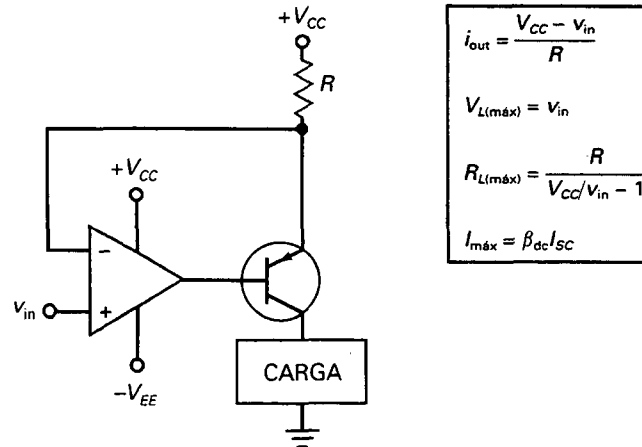 +V_CC
R
+V_CC
−
v_in
+
−V_EE
CARGA
i_out = (V_CC − v_in) / R
V_L(máx) = v_in
R_L(máx) = R / (V_CC/v_in − 1)
I_máx = β_dc I_SC